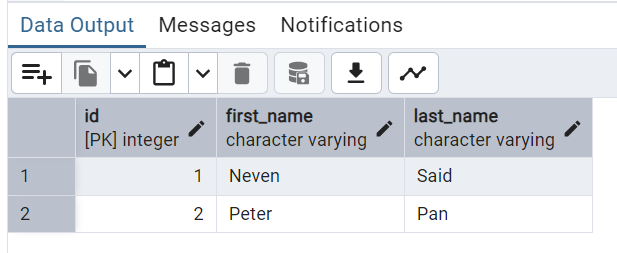 Data Output Messages Notifications
id first_name last_name
[PK] integer character varying character varying
1 1 Neven Said
2 2 Peter Pan